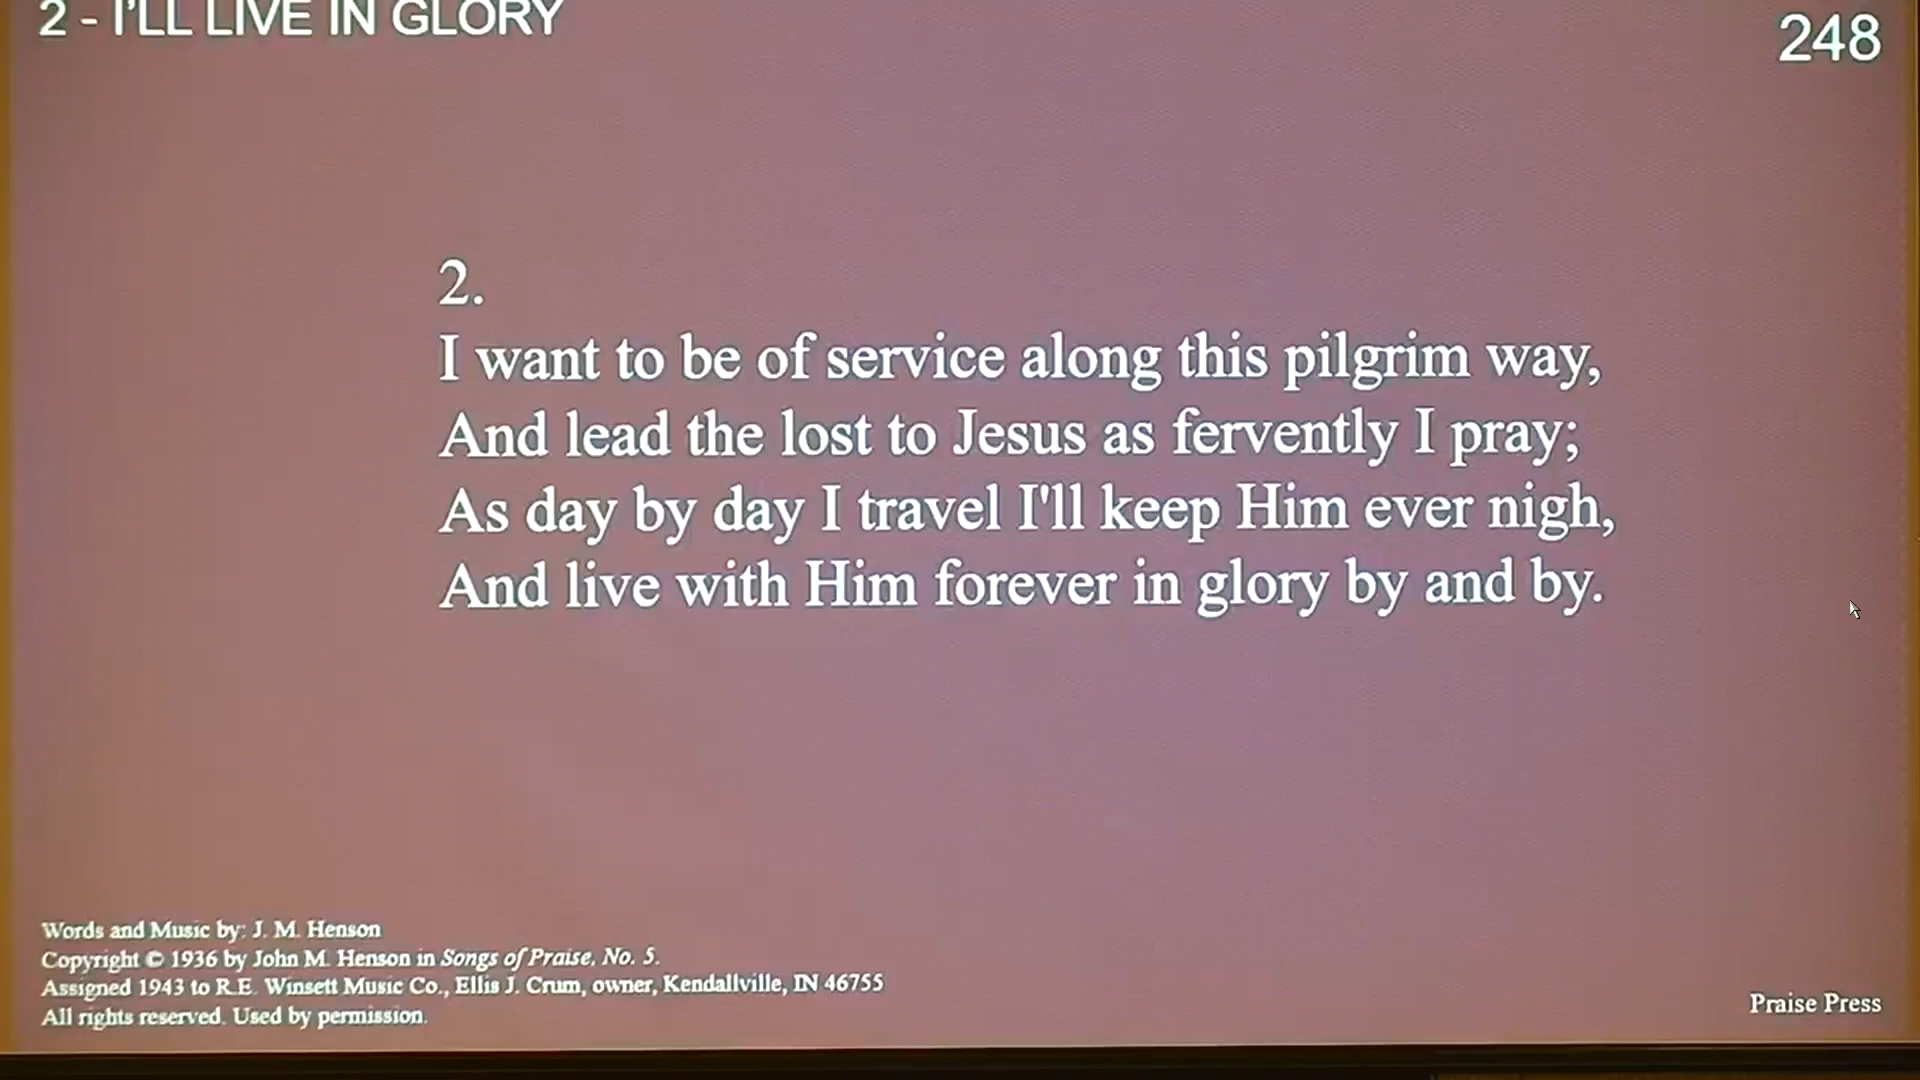 2 - I'LL LIVE IN GLORY
248
2.
I want to be of service along this pilgrim way,
And lead the lost to Jesus as fervently I pray;
As day by day I travel I'll keep Him ever nigh,
And live with Him forever in glory by and by.
Words and Music by: J. M. Henson
Copyright © 1936 by John M. Henson in Songs of Praise, No. 5.
Assigned 1943 to R.E. Winsett Music Co., Ellis J. Crum, owner, Kendallville, IN 46755
All rights reserved. Used by permission.
Praise Press